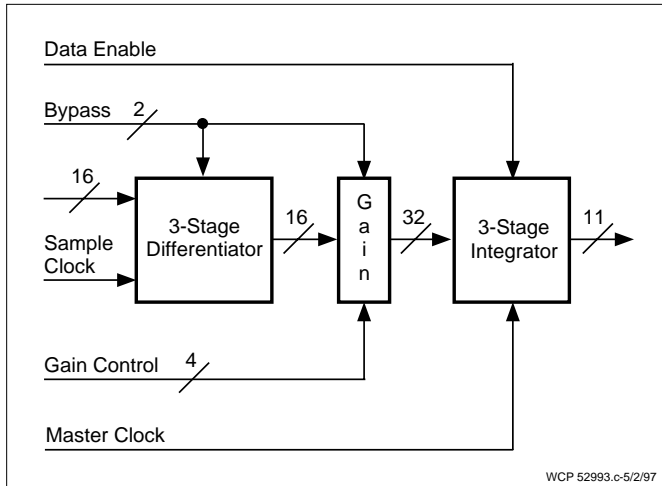 Data Enable
Bypass
2
16
Sample
Clock
3-Stage
Differentiator
16
Gain
32
3-Stage
Integrator
11
Gain Control
4
Master Clock
WCP 52993.c-5/2/97